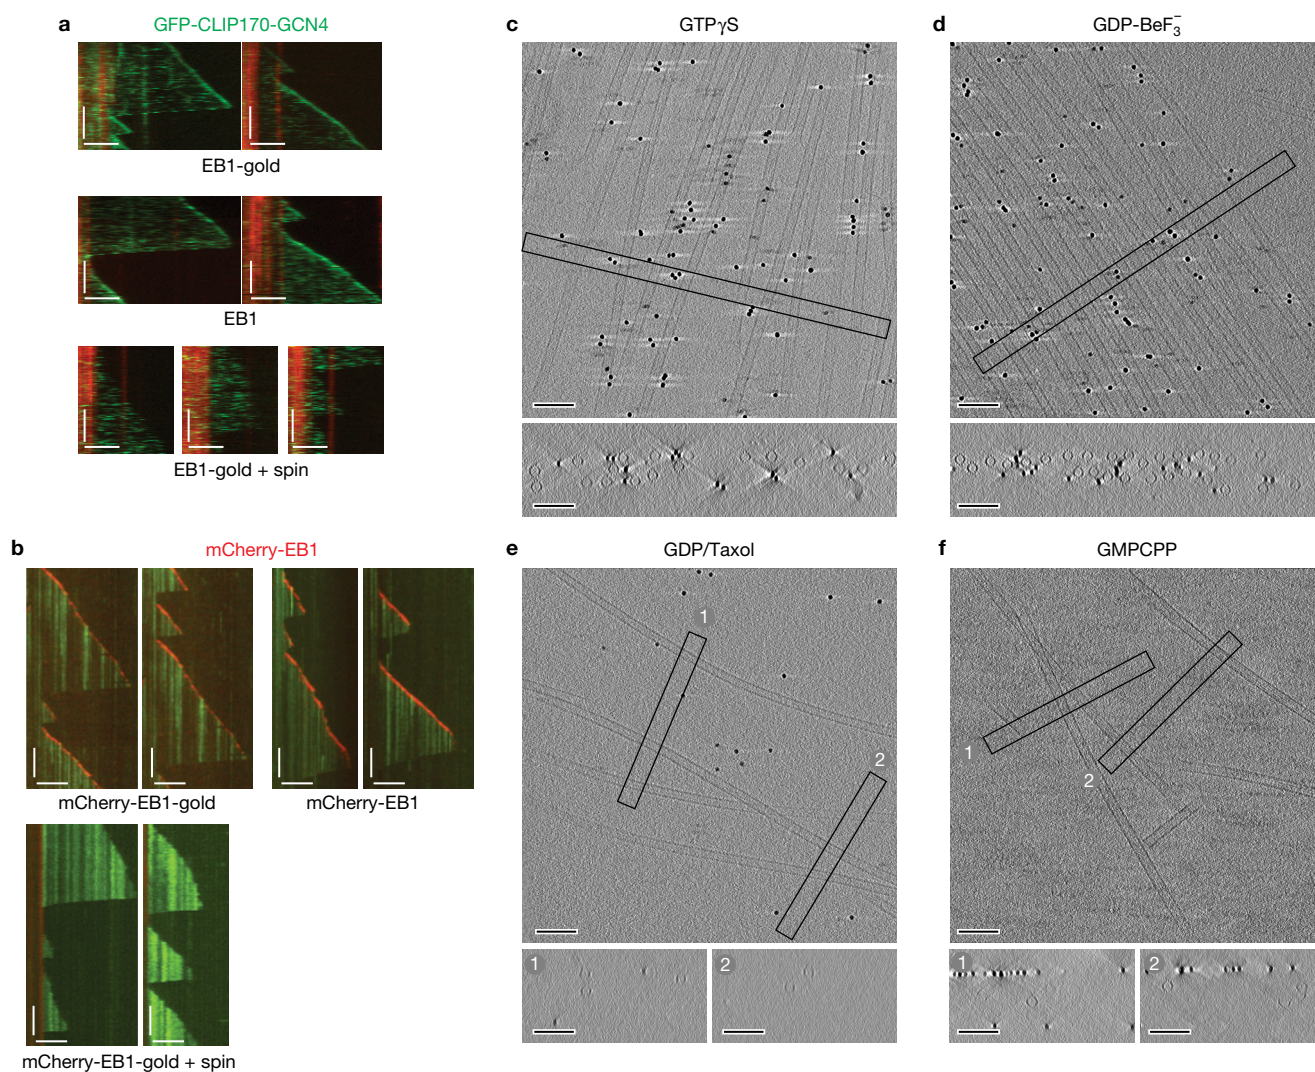 a
GFP-CLIP170-GCN4
EB1-gold
EB1
EB1-gold + spin
b
mCherry-EB1
mCherry-EB1-gold
mCherry-EB1
mCherry-EB1-gold + spin
c
GTPγS
d
GDP-BeF₃⁻
e
GDP/Taxol
1
2
1
2
f
GMPCPP
1
2
1
2